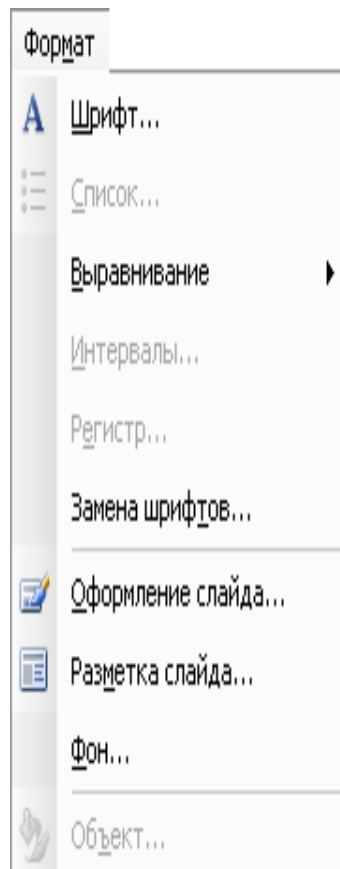 Формат
Шрифт...
Список...
Выравнивание
Интервалы...
Регистр...
Замена шрифтов...
Оформление слайда...
Разметка слайда...
Фон...
Объект...